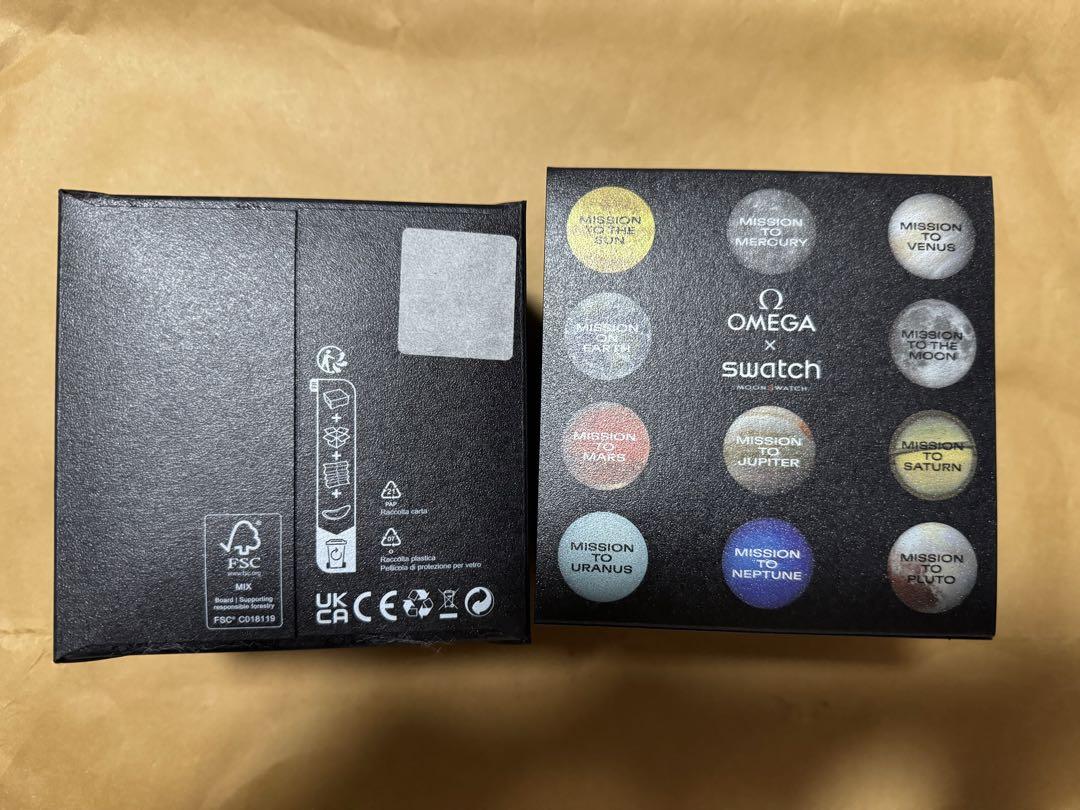 21
PAP
Raccolta carta
07
O
Raccolta plastica
Pellicola di protezione per vetro
FSC
www.fsc.org
MIX
Board | Supporting
responsible forestry
FSC® C018119
UK
CA
CE
MISSION
TO THE
SUN
MISSION
TO
MERCURY
MISSION
TO
VENUS
MISSION
ON
EARTH
Ω
OMEGA
×
swatch
MOONSWATCH
MISSION
TO THE
MOON
MISSION
TO
MARS
MISSION
TO
JUPITER
MISSION
TO
SATURN
MISSION
TO
URANUS
MISSION
TO
NEPTUNE
MISSION
TO
PLUTO